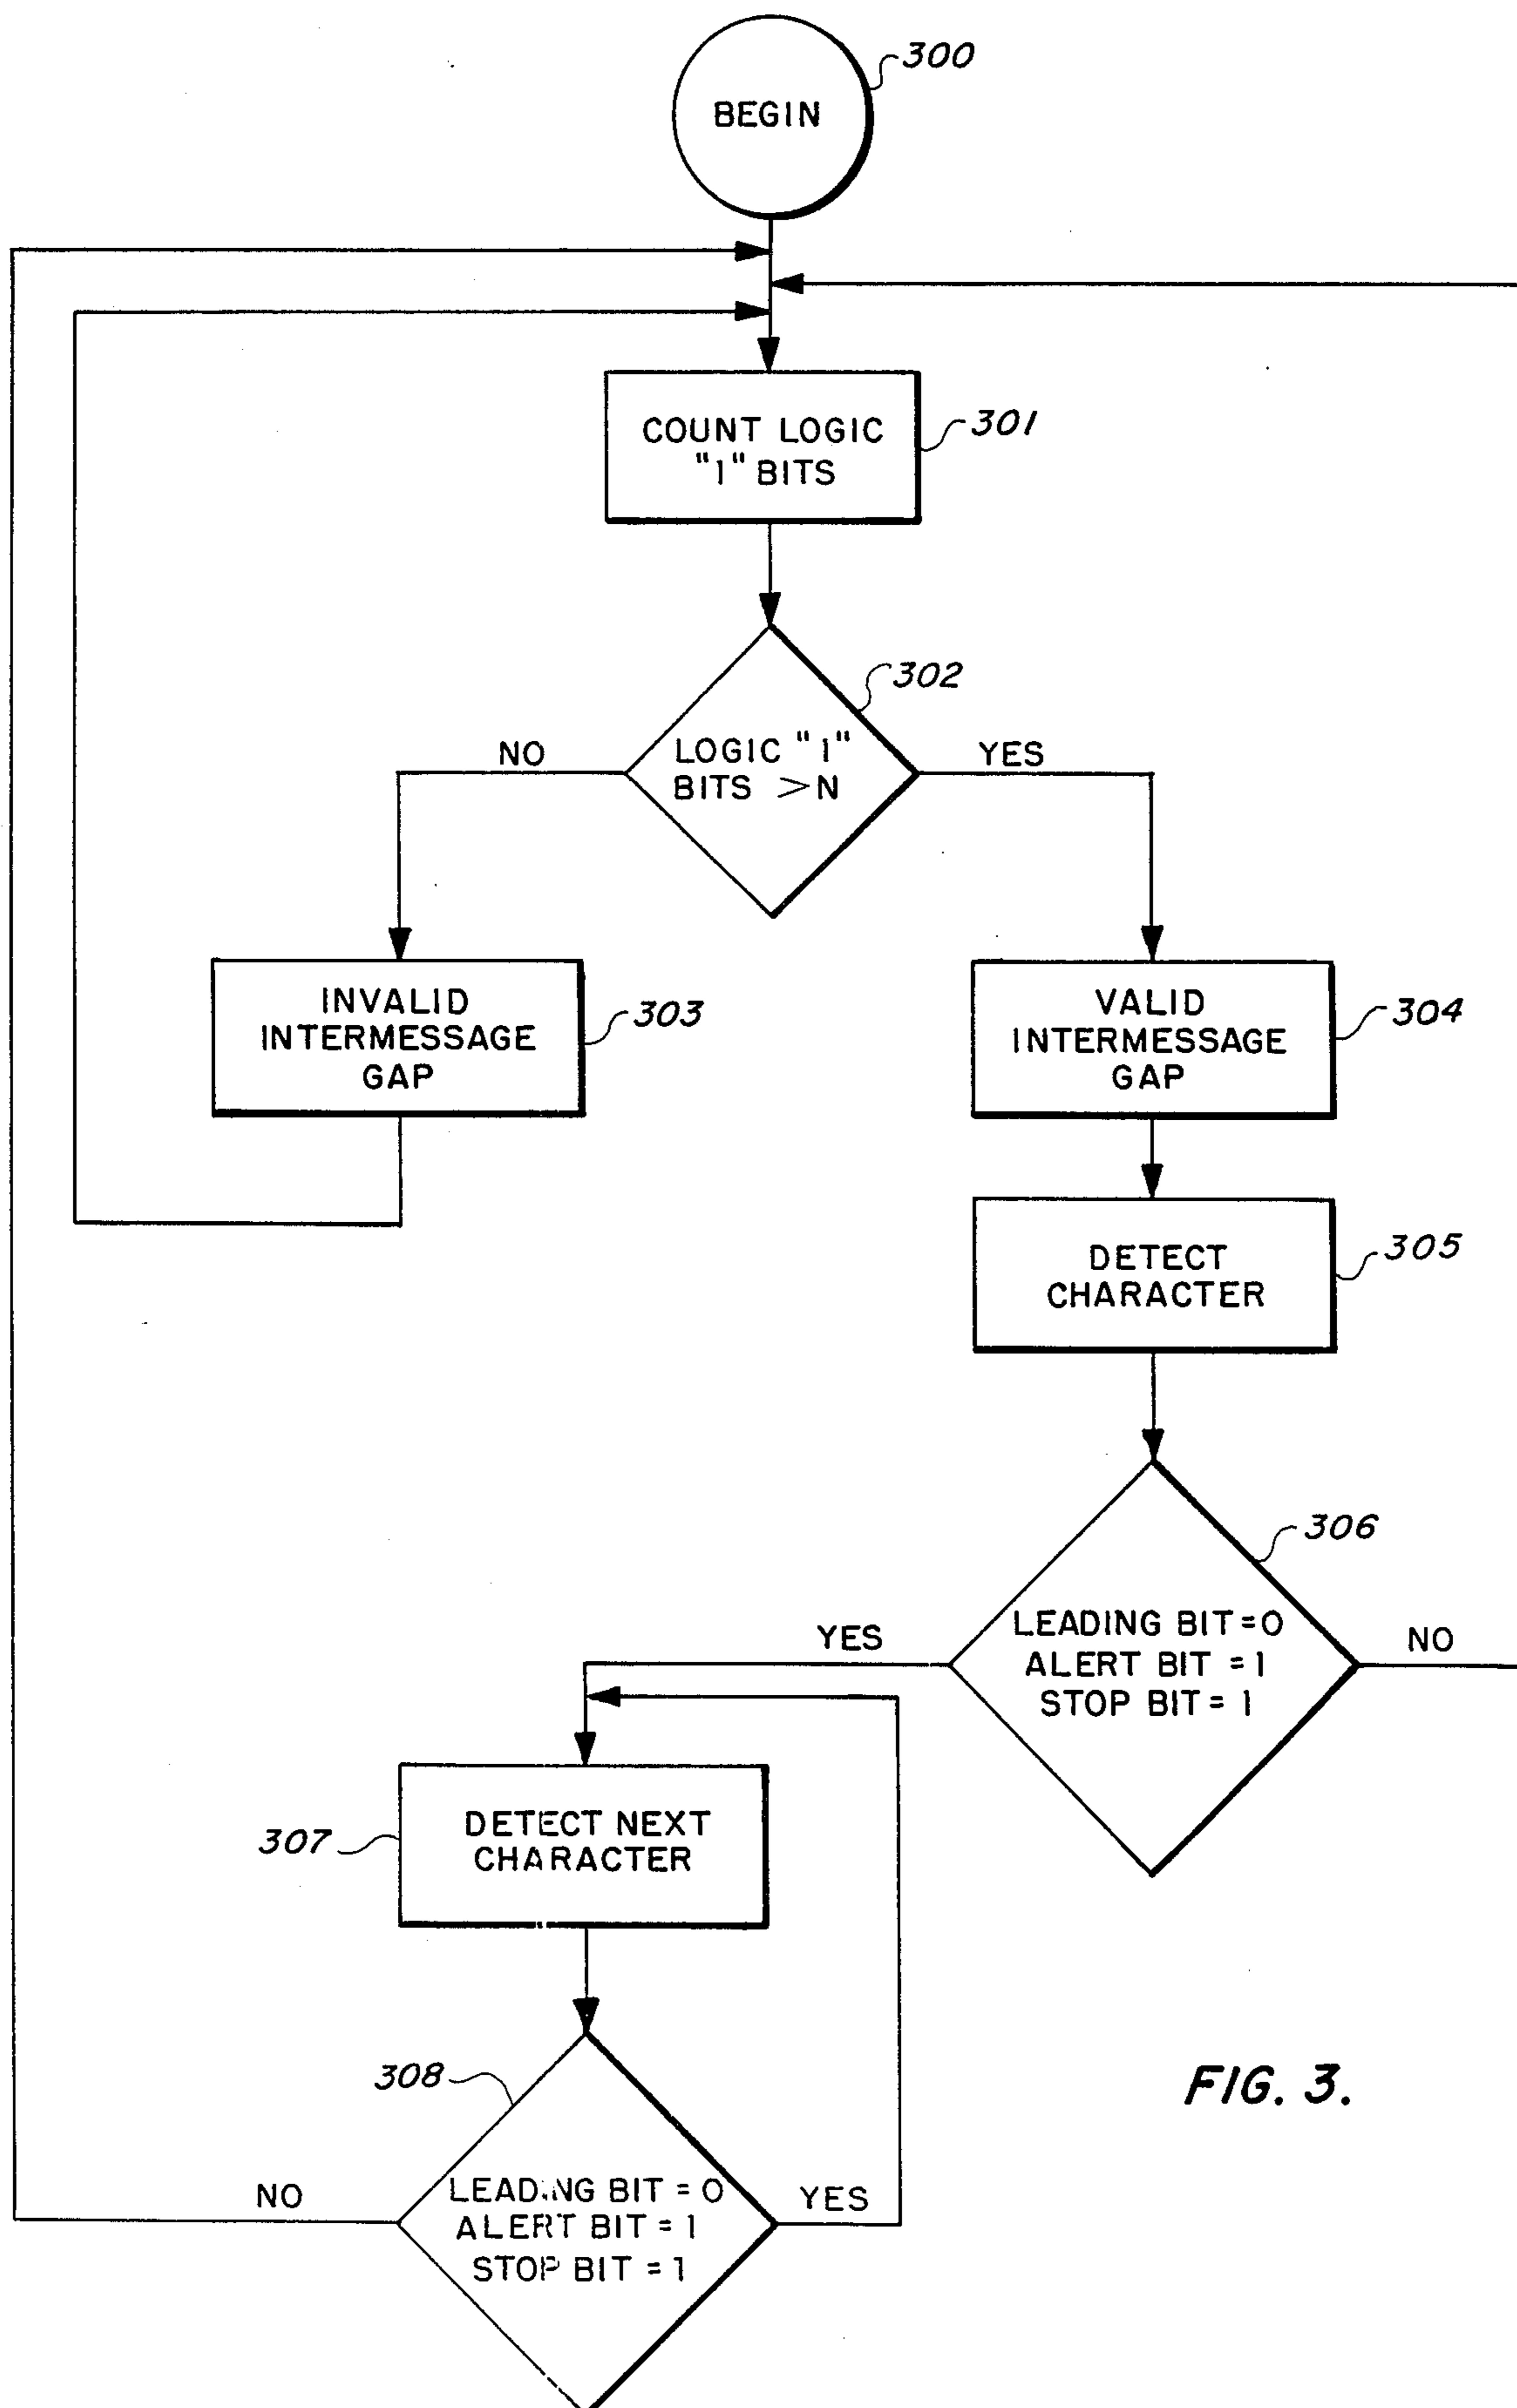 300
BEGIN
COUNT LOGIC
"1" BITS
301
302
LOGIC "1"
BITS >N
NO
YES
INVALID
INTERMESSAGE
GAP
303
VALID
INTERMESSAGE
GAP
304
DETECT
CHARACTER
305
306
LEADING BIT=0
ALERT BIT =1
STOP BIT= 1
YES
NO
DETECT NEXT
CHARACTER
307
308
LEADING BIT = 0
ALERT BIT = 1
STOP BIT = 1
NO
YES
FIG. 3.